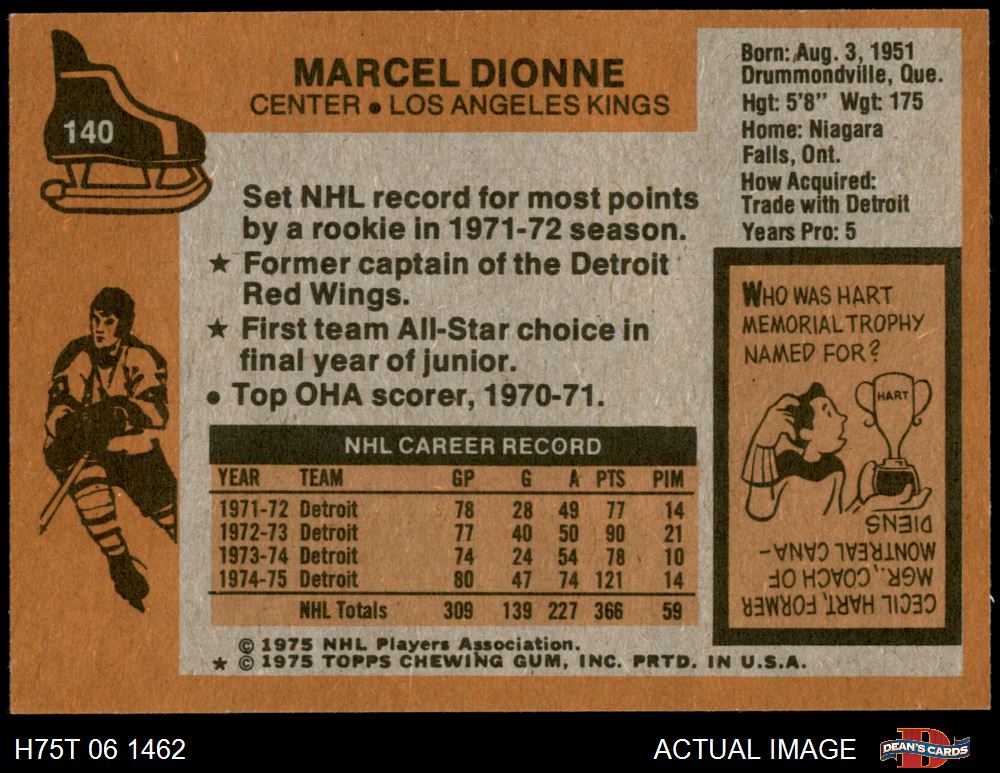 140
MARCEL DIONNE
CENTER • LOS ANGELES KINGS
Born: Aug. 3, 1951
Drummondville, Que.
Hgt: 5'8" Wgt: 175
Home: Niagara
Falls, Ont.
How Acquired:
Trade with Detroit
Years Pro: 5
Set NHL record for most points
by a rookie in 1971-72 season.
★ Former captain of the Detroit
Red Wings.
★ First team All-Star choice in
final year of junior.
• Top OHA scorer, 1970-71.
NHL CAREER RECORD
YEAR TEAM GP G A PTS PIM
1971-72 Detroit 78 28 49 77 14
1972-73 Detroit 77 40 50 90 21
1973-74 Detroit 74 24 54 78 10
1974-75 Detroit 80 47 74 121 14
NHL Totals 309 139 227 366 59
© 1975 NHL Players Association.
★ © 1975 TOPPS CHEWING GUM, INC. PRTD. IN U.S.A.
WHO WAS HART
MEMORIAL TROPHY
NAMED FOR?
HART
CECIL HART, FORMER
MGR., COACH OF
MONTREAL CANA-
DIENS
H75T 06 1462
ACTUAL IMAGE
DEAN'S CARDS